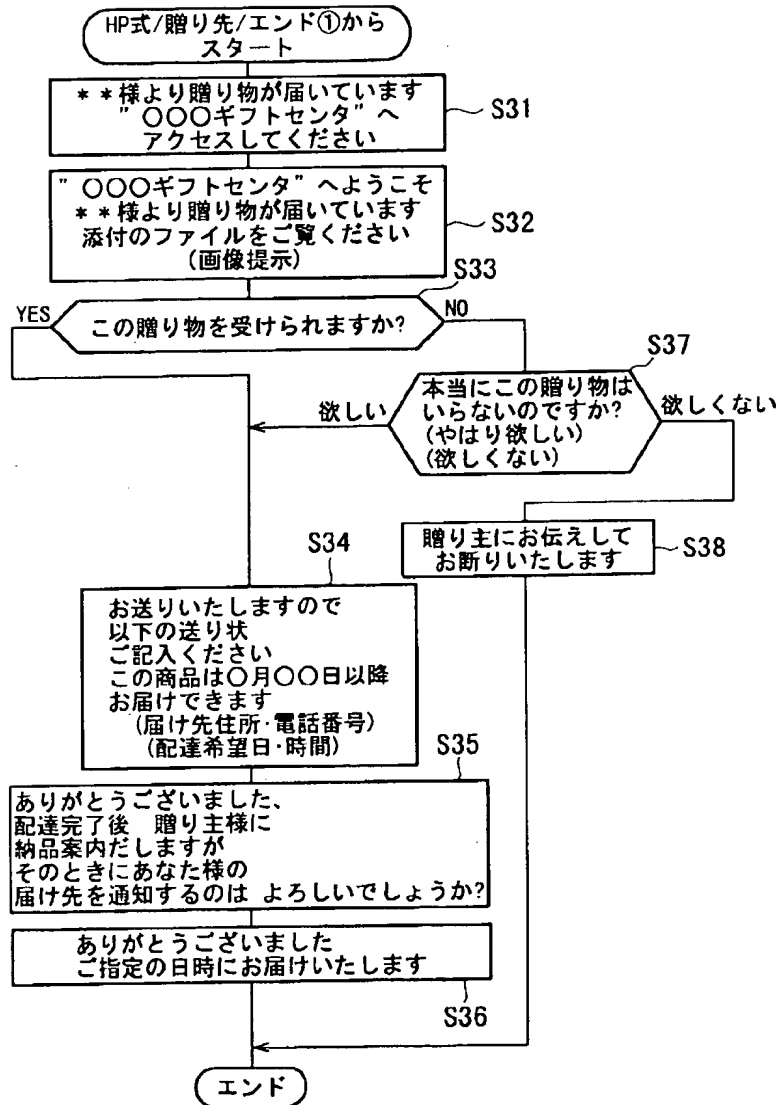 HP式/贈り先/エンド①から
スタート
＊＊様より贈り物が届いています
"○○○ギフトセンタ"へ
アクセスしてください
S31
"○○○ギフトセンタ"へようこそ
＊＊様より贈り物が届いています
添付のファイルをご覧ください
(画像提示)
S32
S33
YES
この贈り物を受けられますか?
NO
S37
欲しい
本当にこの贈り物は
いらないのですか?
(やはり欲しい)
(欲しくない)
欲しくない
贈り主にお伝えして
お断りいたします
S38
S34
お送りいたしますので
以下の送り状
ご記入ください
この商品は○月○○日以降
お届けできます
(届け先住所・電話番号)
(配達希望日・時間)
S35
ありがとうございました、
配達完了後 贈り主様に
納品案内だしますが
そのときにあなた様の
届け先を通知するのは よろしいでしょうか?
ありがとうございました
ご指定の日時にお届けいたします
S36
エンド